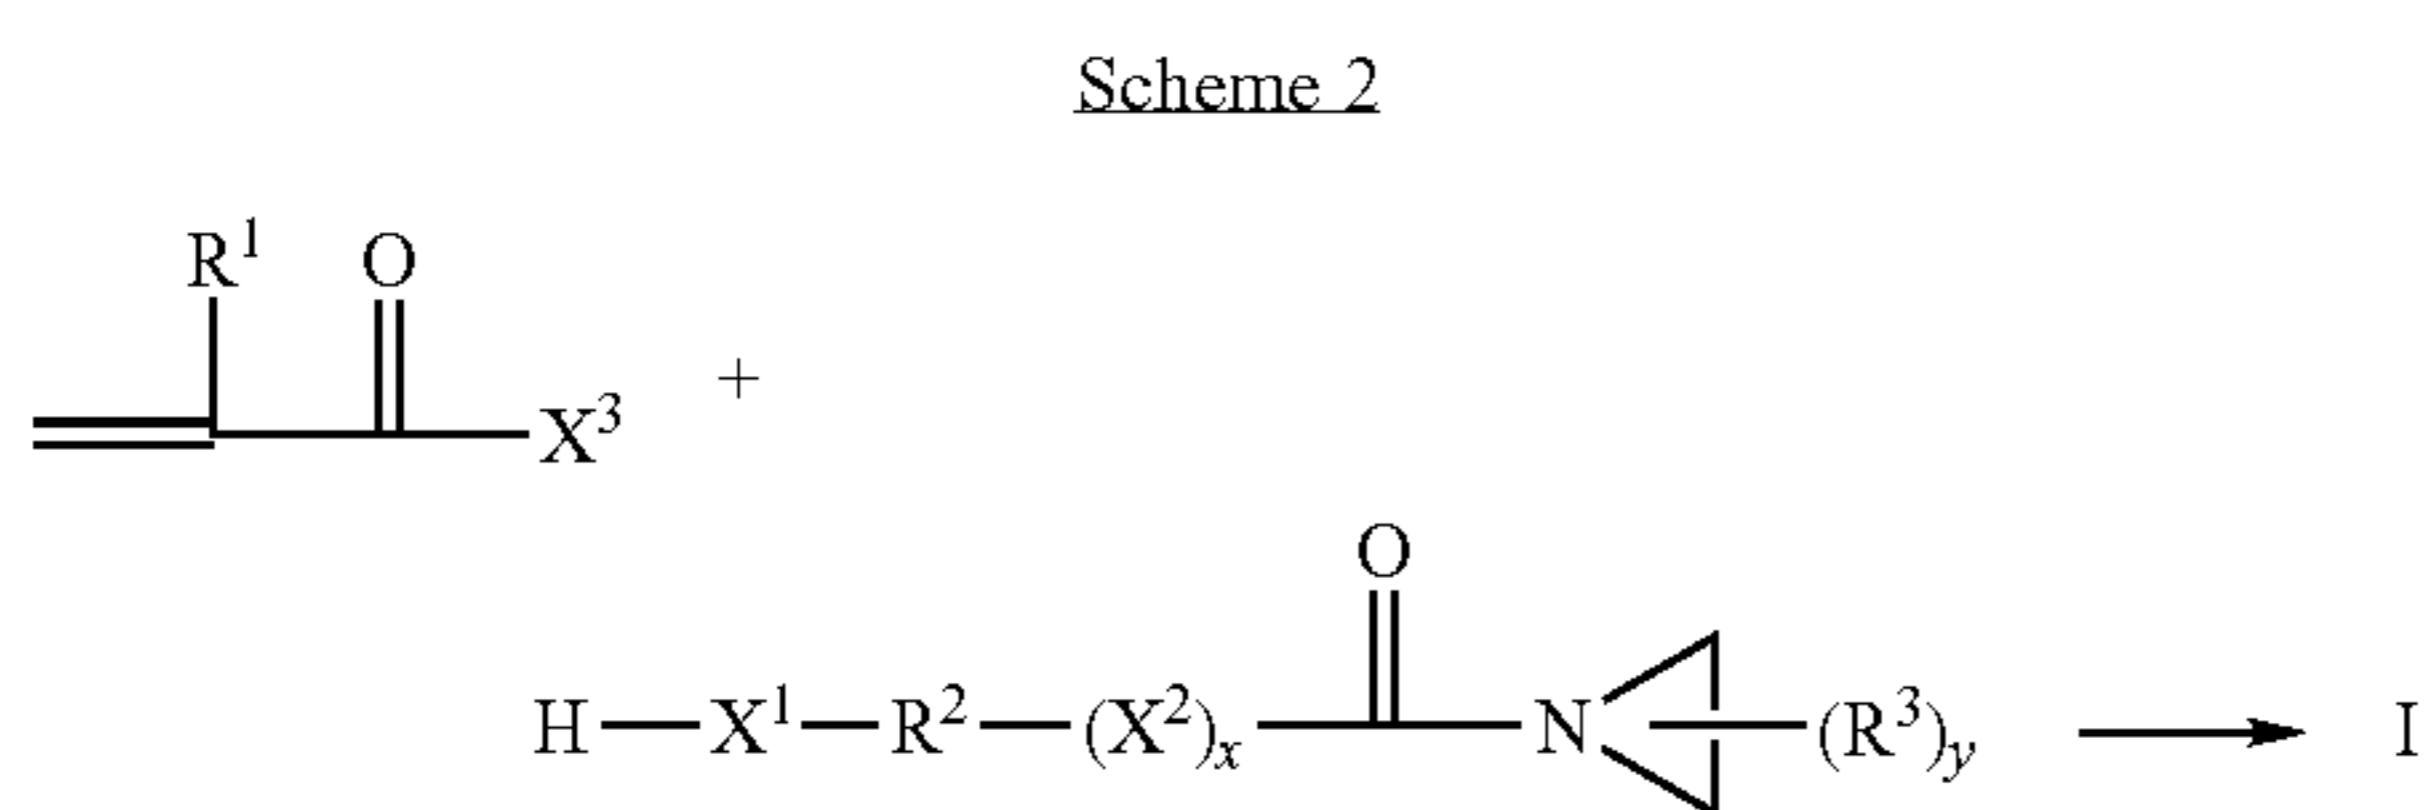 Scheme 2
R¹ O
X³ +
O
H—X¹—R²—(X²)ₓ N (R³)ᵧ I